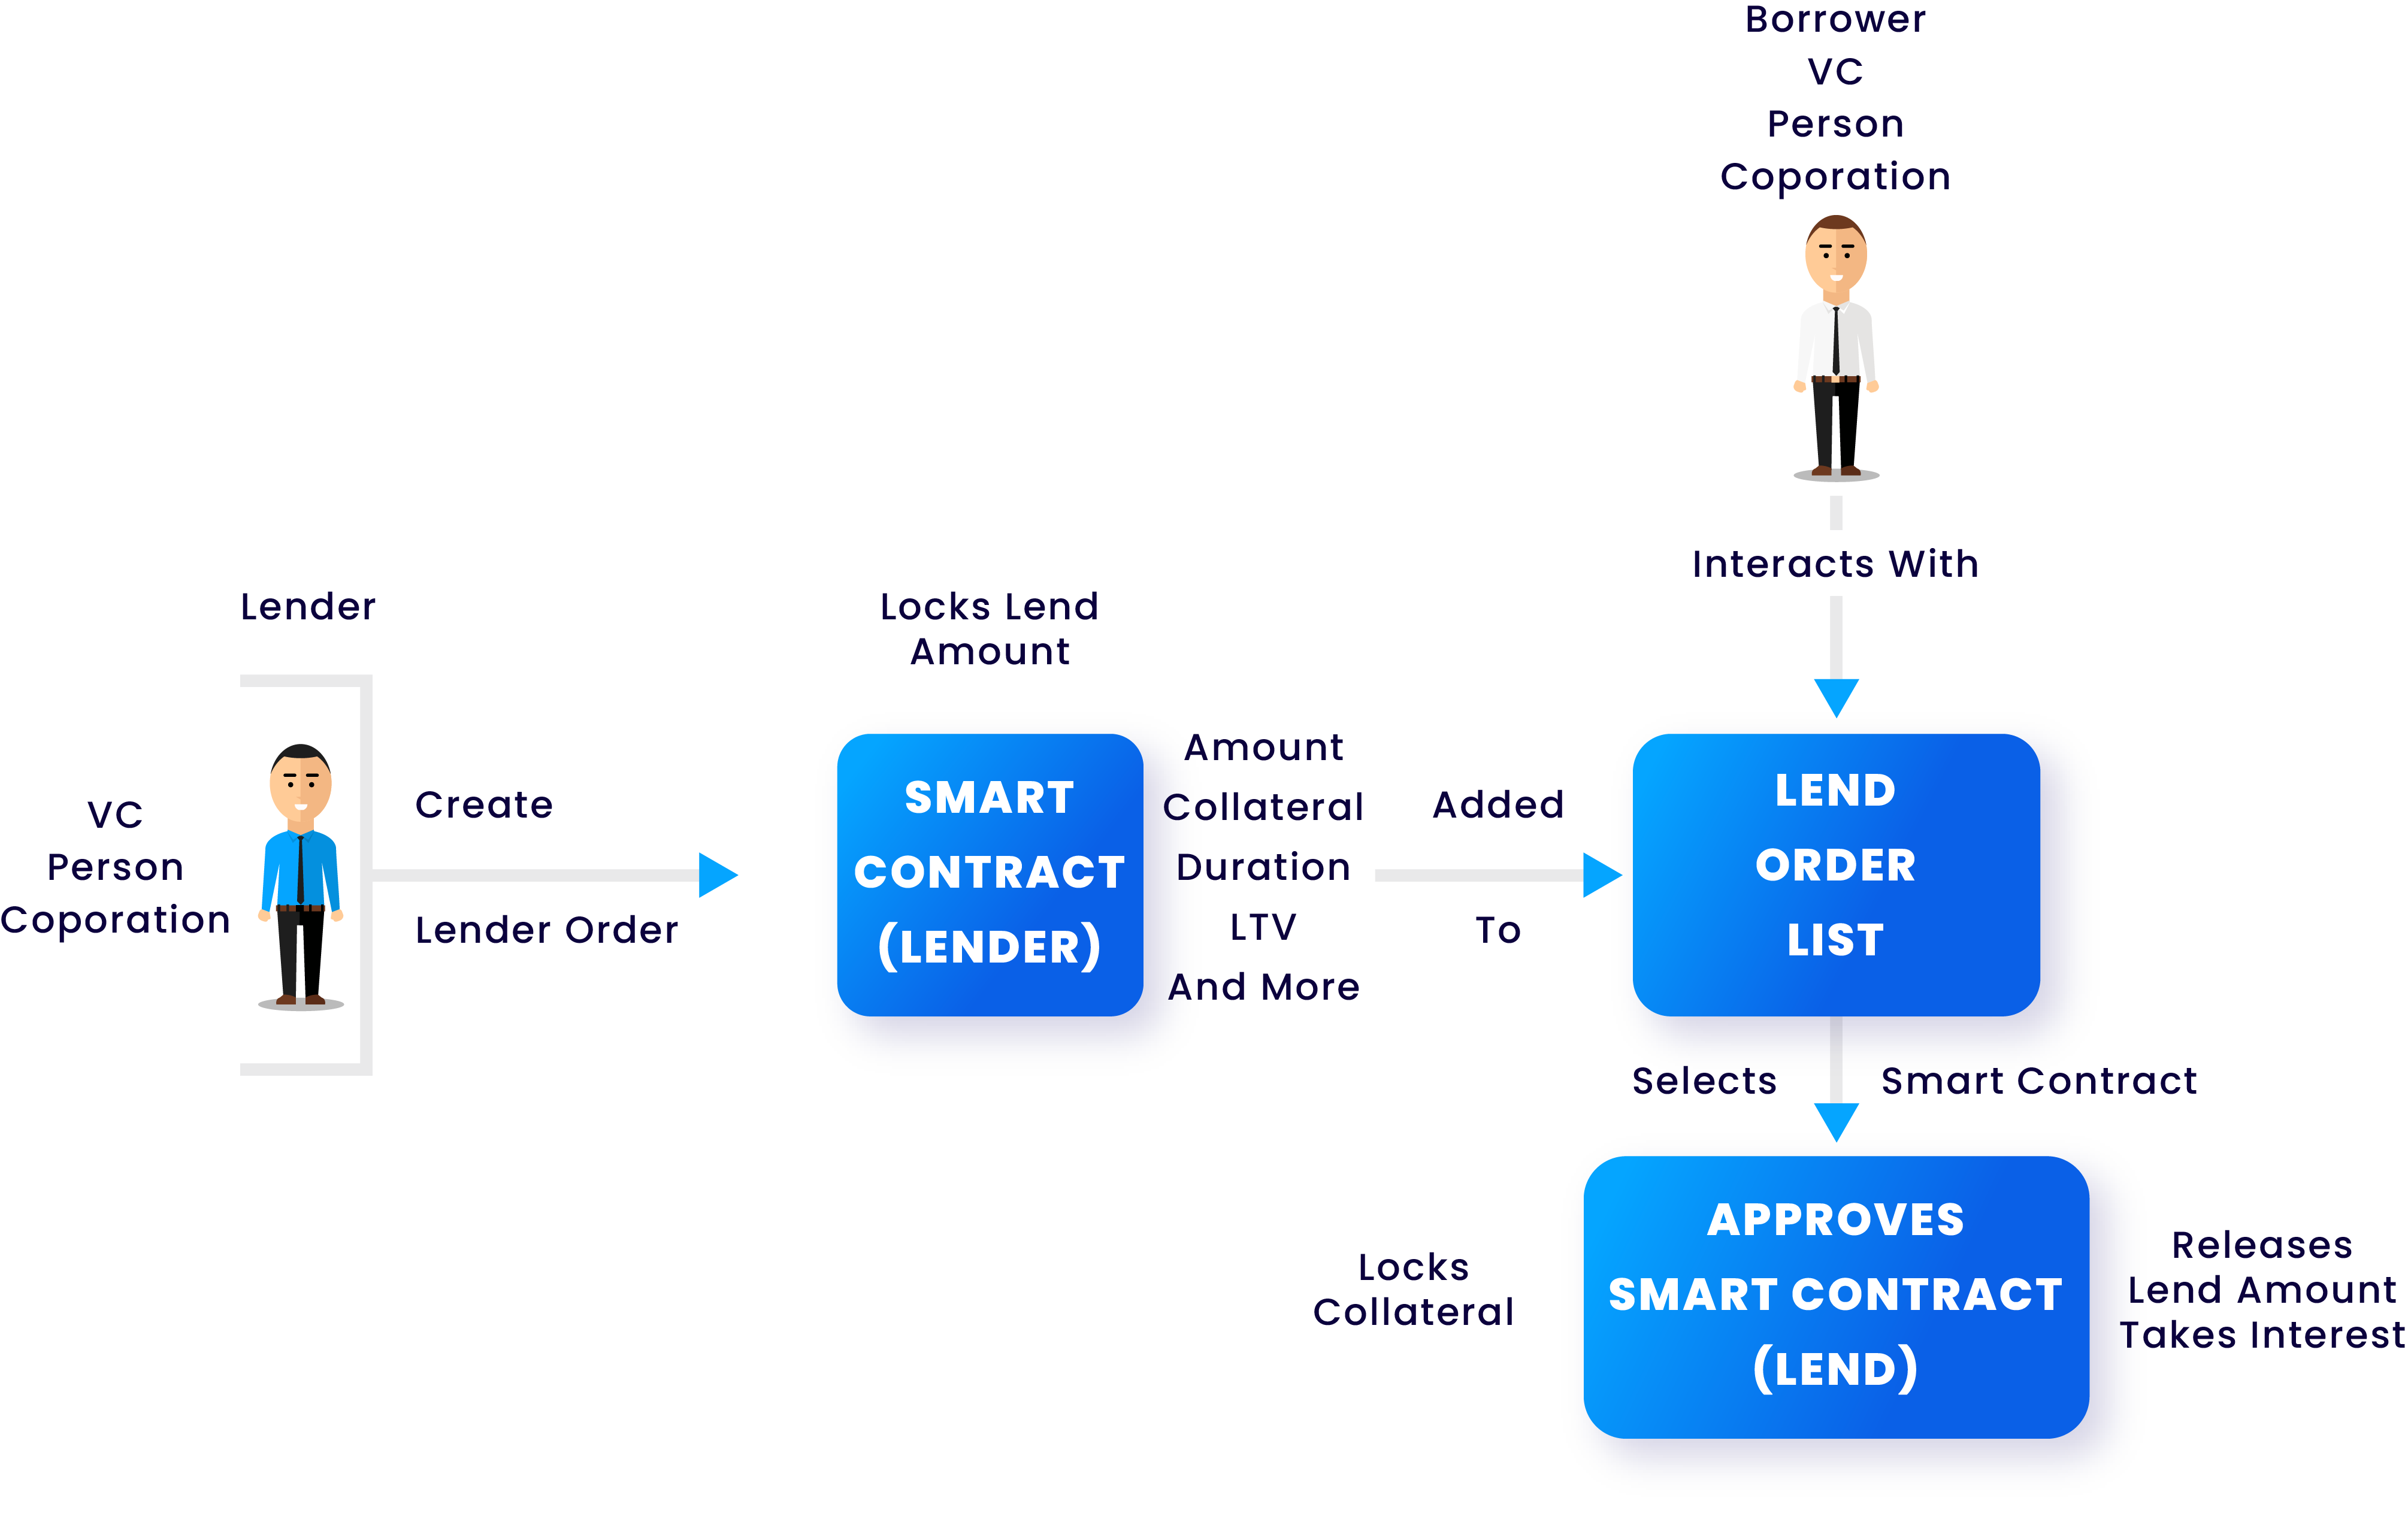 Borrower
VC
Person
Coporation
Interacts With
Lender
VC
Person
Coporation
Create
Lender Order
Locks Lend
Amount
SMART
CONTRACT
(LENDER)
Amount
Collateral
Duration
LTV
And More
Added
To
LEND
ORDER
LIST
Selects
Smart Contract
Locks
Collateral
APPROVES
SMART CONTRACT
(LEND)
Releases
Lend Amount
Takes Interest